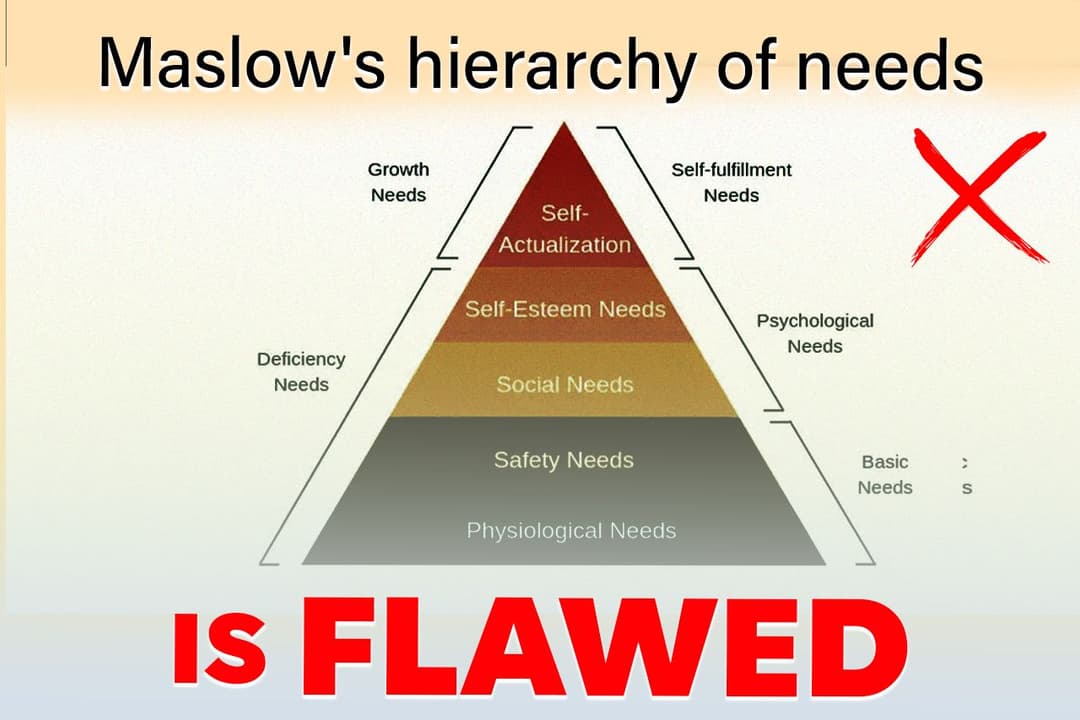 Maslow's hierarchy of needs
Growth
Needs
Self-fulfillment
Needs
Self-
Actualization
Self-Esteem Needs
Psychological
Needs
Deficiency
Needs
Social Needs
Safety Needs
Basic
Needs
s
Physiological Needs
IS FLAWED